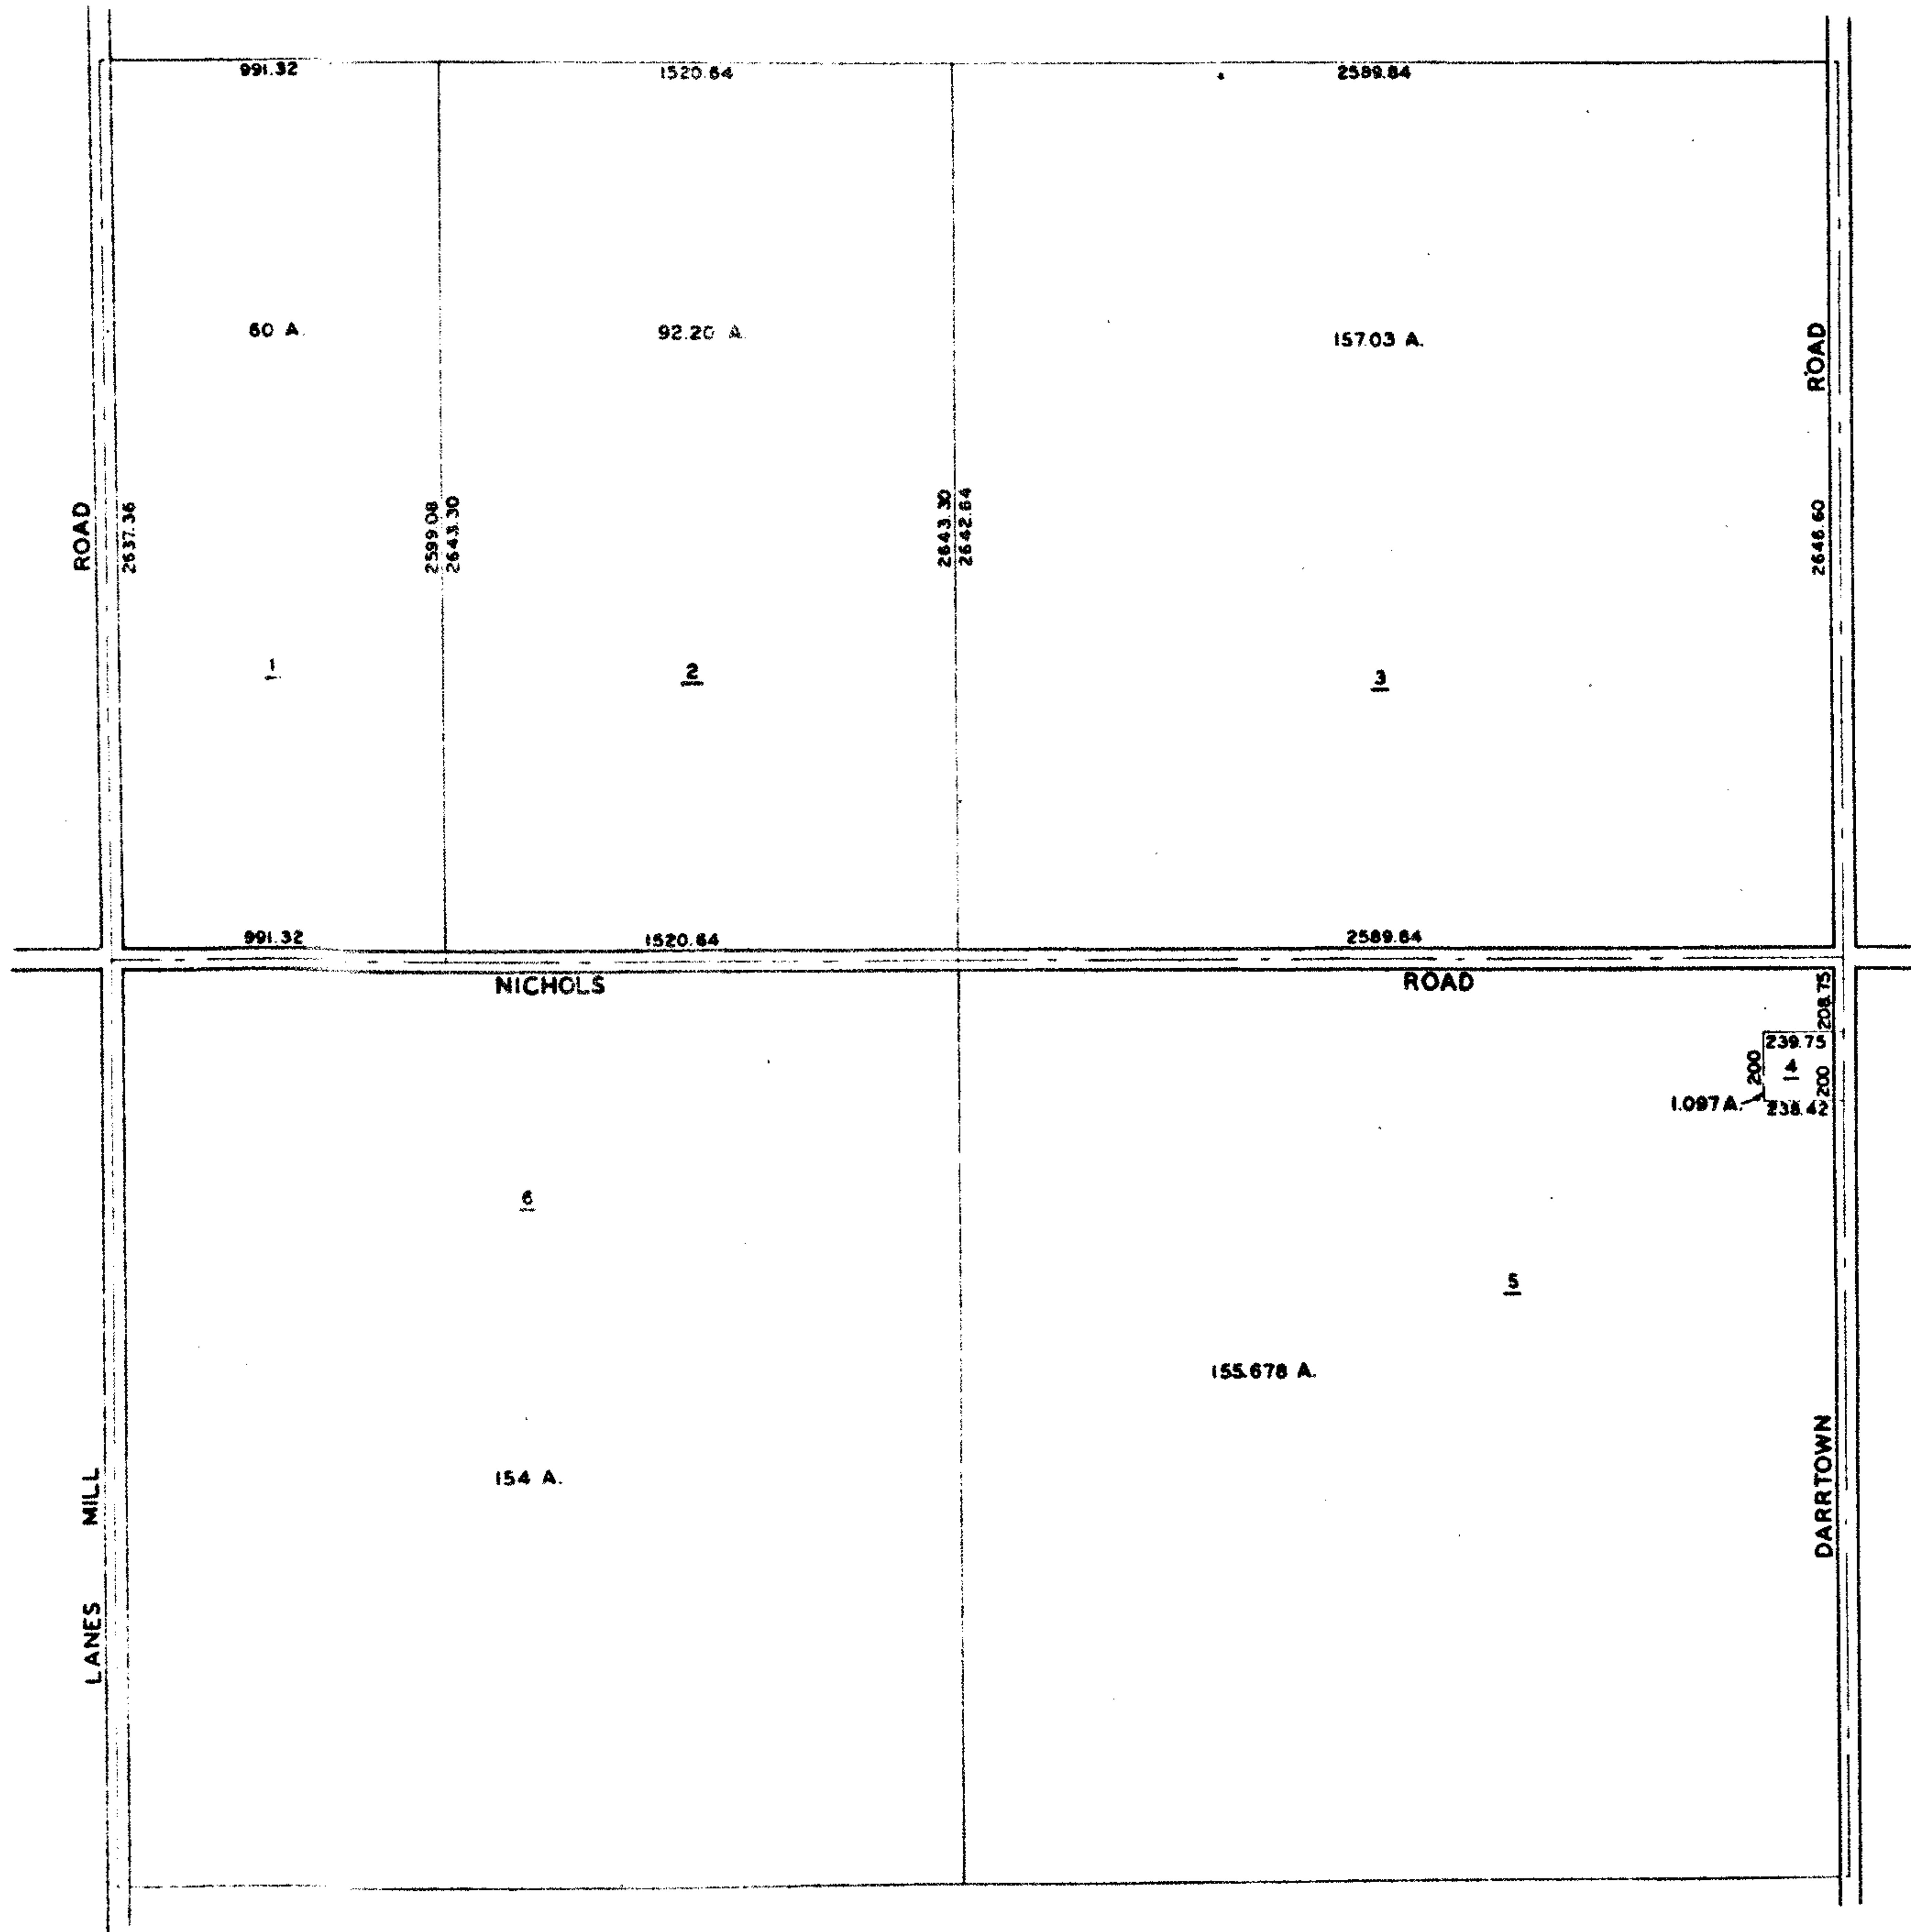 991.32
1520.64
2589.84
60 A.
92.20 A.
157.03 A.
ROAD
ROAD
2637.36
2599.08
2643.30
2643.30
2642.64
2646.60
1
2
3
991.32
1520.64
2589.84
NICHOLS ROAD
208.75
239.75
200
4
200
1.097 A.
238.42
6
5
155.678 A.
154 A.
LANES MILL
DARRTOWN